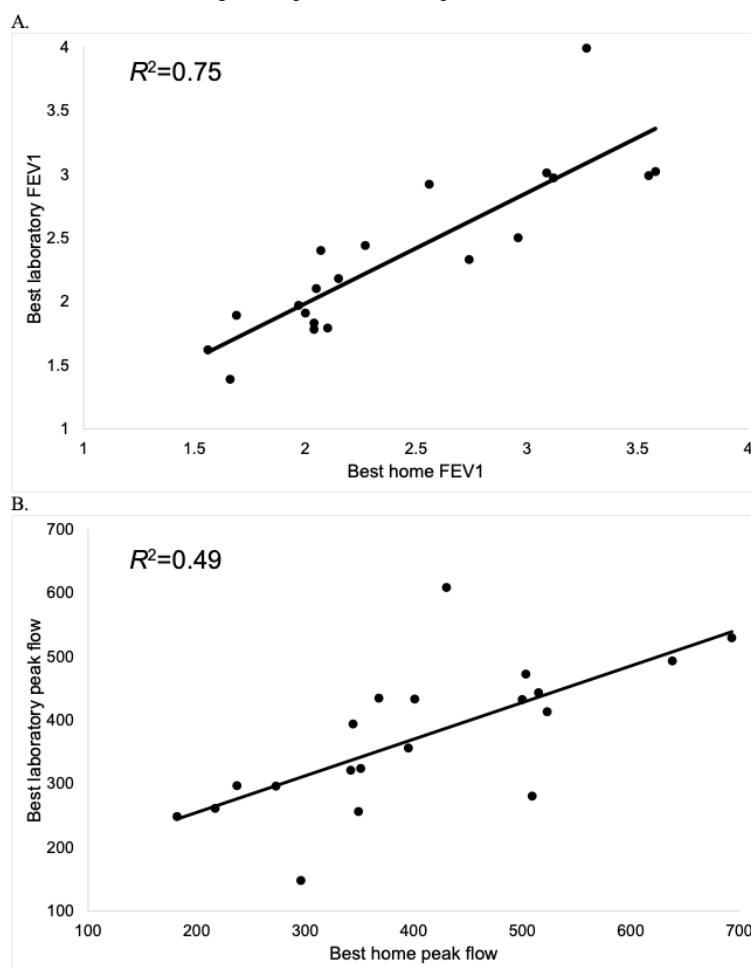 A.
R²=0.75
4
3.5
3
2.5
2
1.5
1
Best laboratory FEV1
1 1.5 2 2.5 3 3.5 4
Best home FEV1
B.
R²=0.49
700
600
500
400
300
200
100
Best laboratory peak flow
100 200 300 400 500 600 700
Best home peak flow